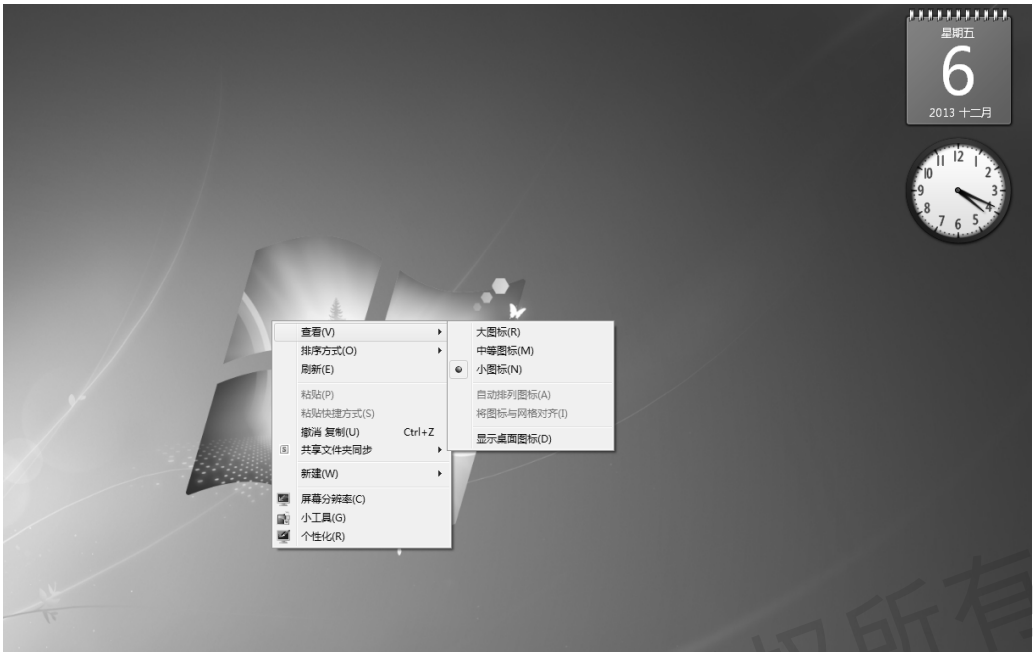 星期五
6
2013 十二月
12
11
1
10
2
9
3
8
4
7
5
6
查看(V)
排序方式(O)
刷新(E)
粘贴(P)
粘贴快捷方式(S)
撤消 复制(U) Ctrl+Z
共享文件夹同步
新建(W)
屏幕分辨率(C)
小工具(G)
个性化(R)
大图标(R)
中等图标(M)
小图标(N)
自动排列图标(A)
将图标与网格对齐(I)
显示桌面图标(D)
权所有